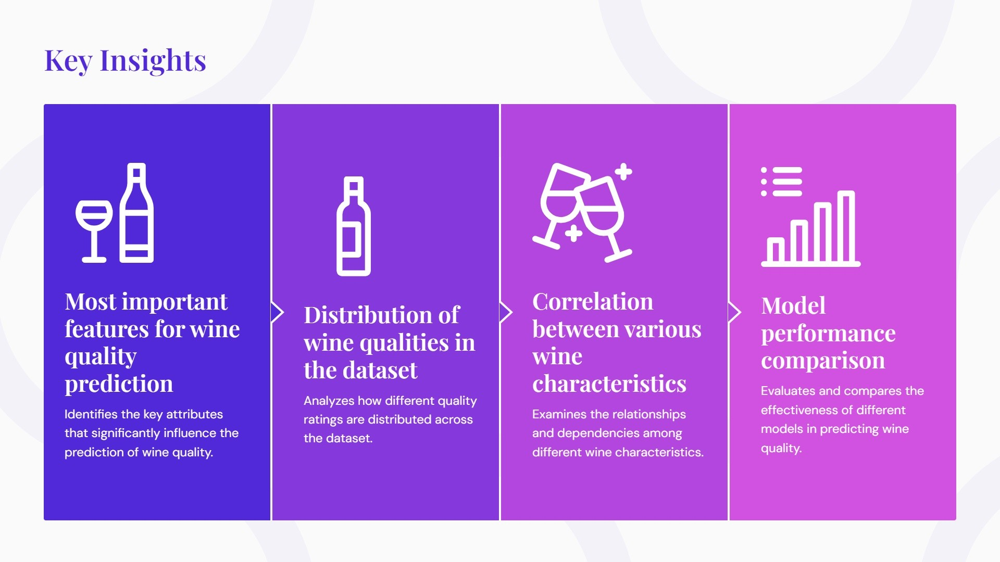 Key Insights
Most important
features for wine
quality
prediction
Identifies the key attributes
that significantly influence the
prediction of wine quality.
Distribution of
wine qualities in
the dataset
Analyzes how different quality
ratings are distributed across
the dataset.
Correlation
between various
wine
characteristics
Examines the relationships
and dependencies among
different wine characteristics.
Model
performance
comparison
Evaluates and compares the
effectiveness of different
models in predicting wine
quality.